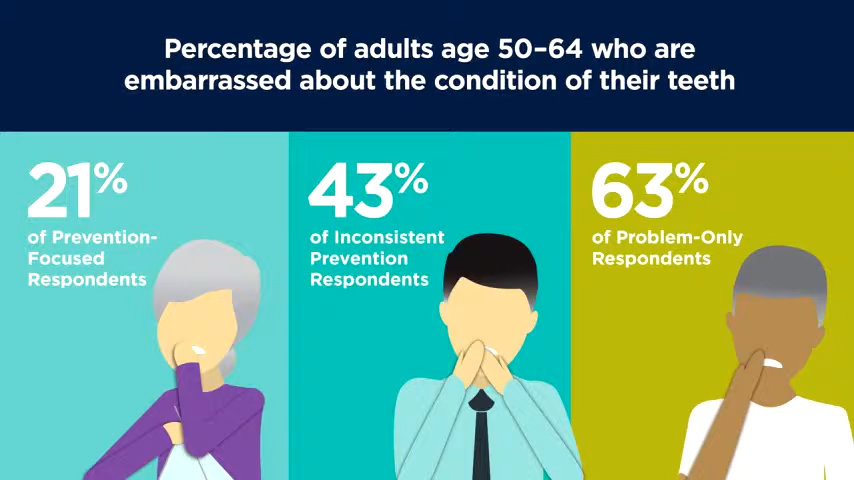 Percentage of adults age 50–64 who are
embarrassed about the condition of their teeth
21%
of Prevention-
Focused
Respondents
43%
of Inconsistent
Prevention
Respondents
63%
of Problem-Only
Respondents